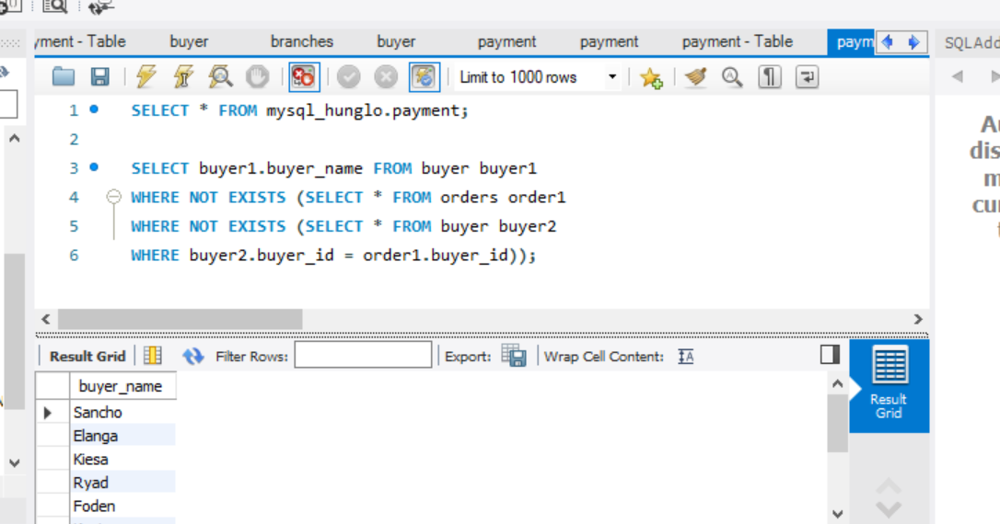 yment - Table buyer branches buyer payment payment payment - Table paym SQLAdd
Limit to 1000 rows
1 SELECT * FROM mysql_hunglo.payment;
2
3 SELECT buyer1.buyer_name FROM buyer buyer1
4 WHERE NOT EXISTS (SELECT * FROM orders order1
5 WHERE NOT EXISTS (SELECT * FROM buyer buyer2
6 WHERE buyer2.buyer_id = order1.buyer_id));
Au
dis
m
cu
Result Grid Filter Rows: Export: Wrap Cell Content:
buyer_name
Sancho
Elanga
Kiesa
Ryad
Foden
Result
Grid